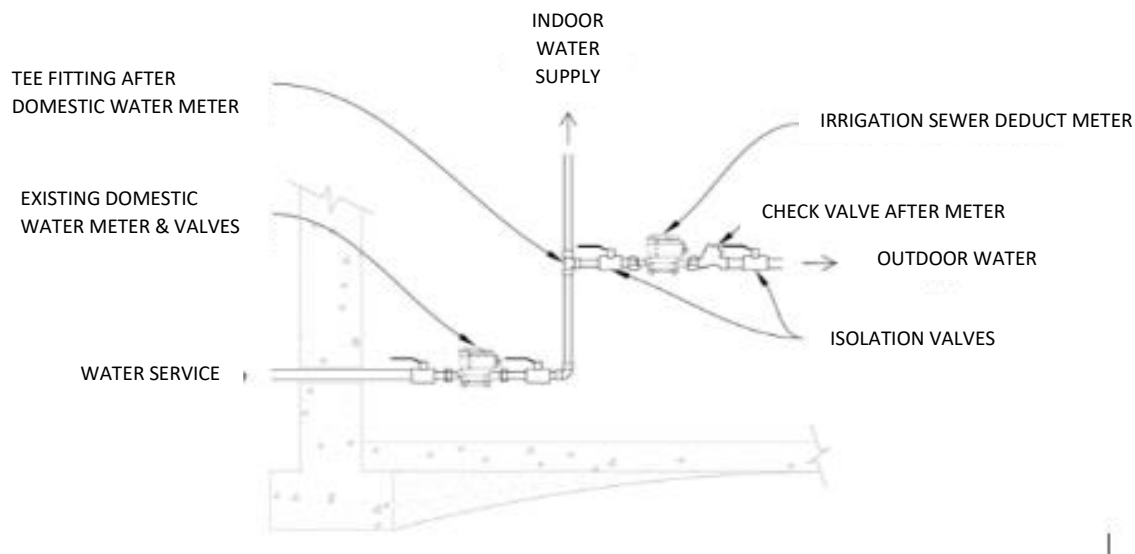 INDOOR
WATER
SUPPLY
TEE FITTING AFTER
DOMESTIC WATER METER
IRRIGATION SEWER DEDUCT METER
EXISTING DOMESTIC
WATER METER & VALVES
CHECK VALVE AFTER METER
OUTDOOR WATER
ISOLATION VALVES
WATER SERVICE